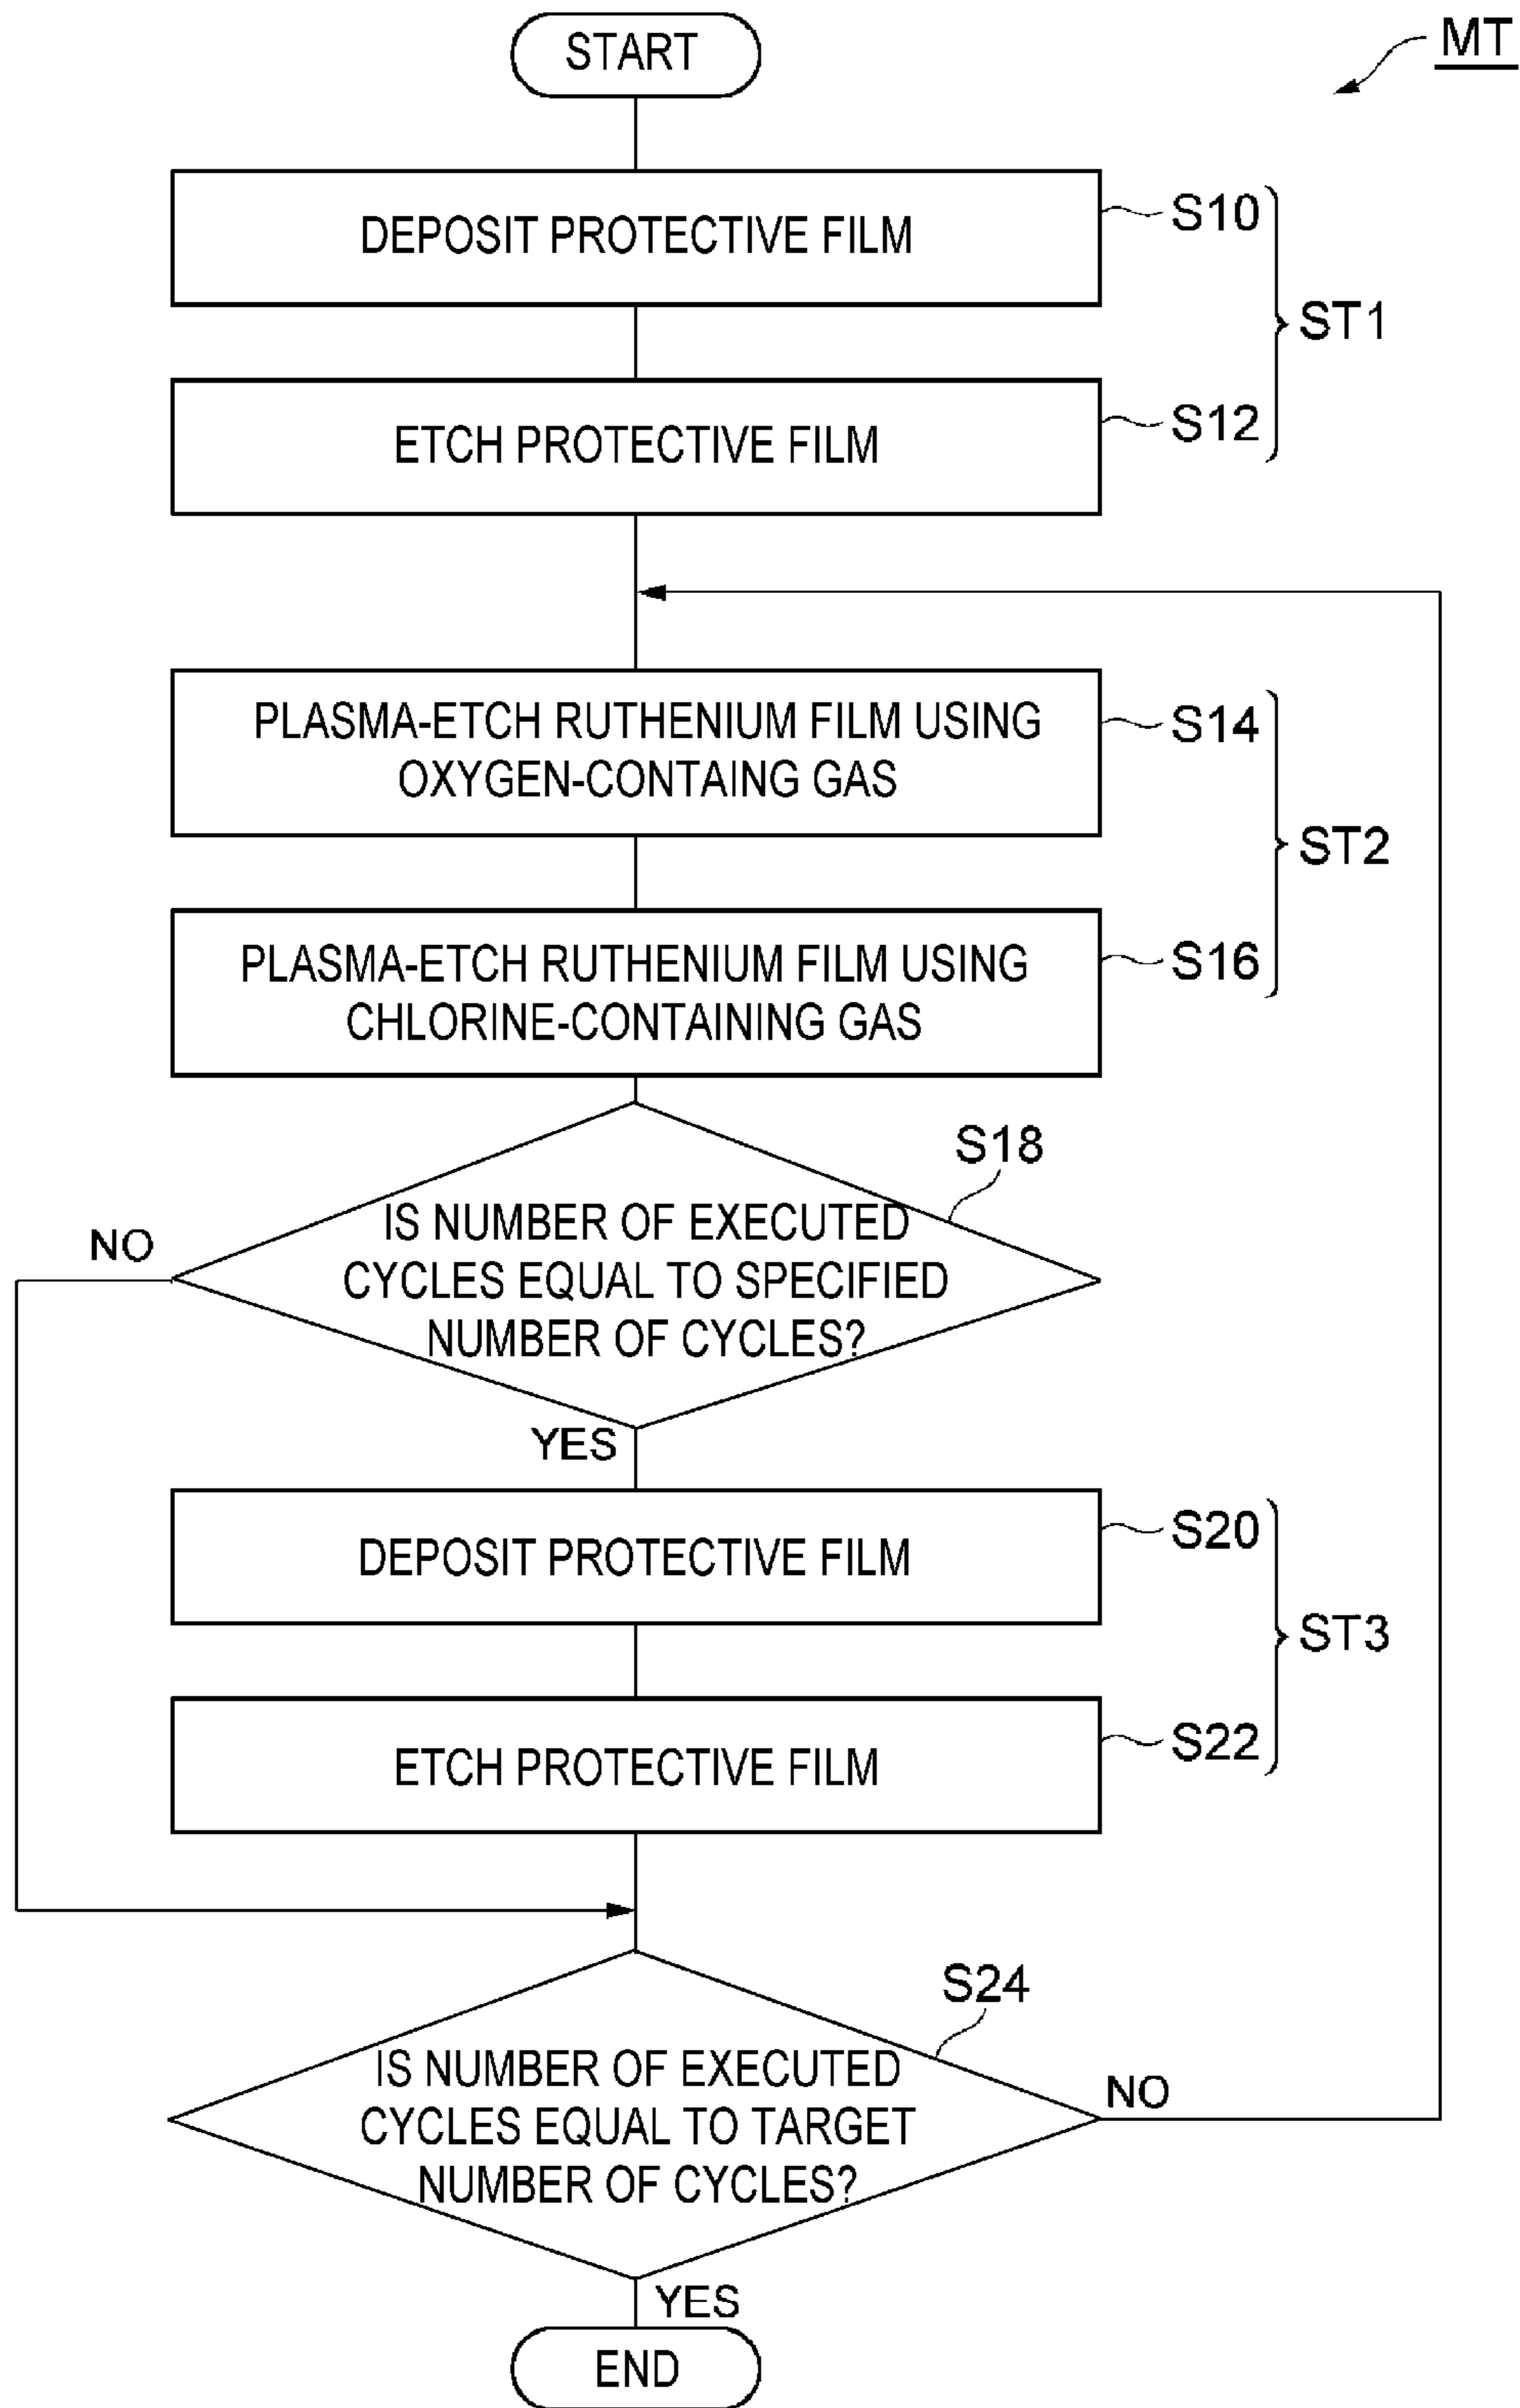 START
MT
DEPOSIT PROTECTIVE FILM
S10
ST1
ETCH PROTECTIVE FILM
S12
PLASMA-ETCH RUTHENIUM FILM USING
OXYGEN-CONTAING GAS
S14
ST2
PLASMA-ETCH RUTHENIUM FILM USING
CHLORINE-CONTAINING GAS
S16
S18
IS NUMBER OF EXECUTED
CYCLES EQUAL TO SPECIFIED
NUMBER OF CYCLES?
NO
YES
DEPOSIT PROTECTIVE FILM
S20
ST3
ETCH PROTECTIVE FILM
S22
S24
IS NUMBER OF EXECUTED
CYCLES EQUAL TO TARGET
NUMBER OF CYCLES?
NO
YES
END